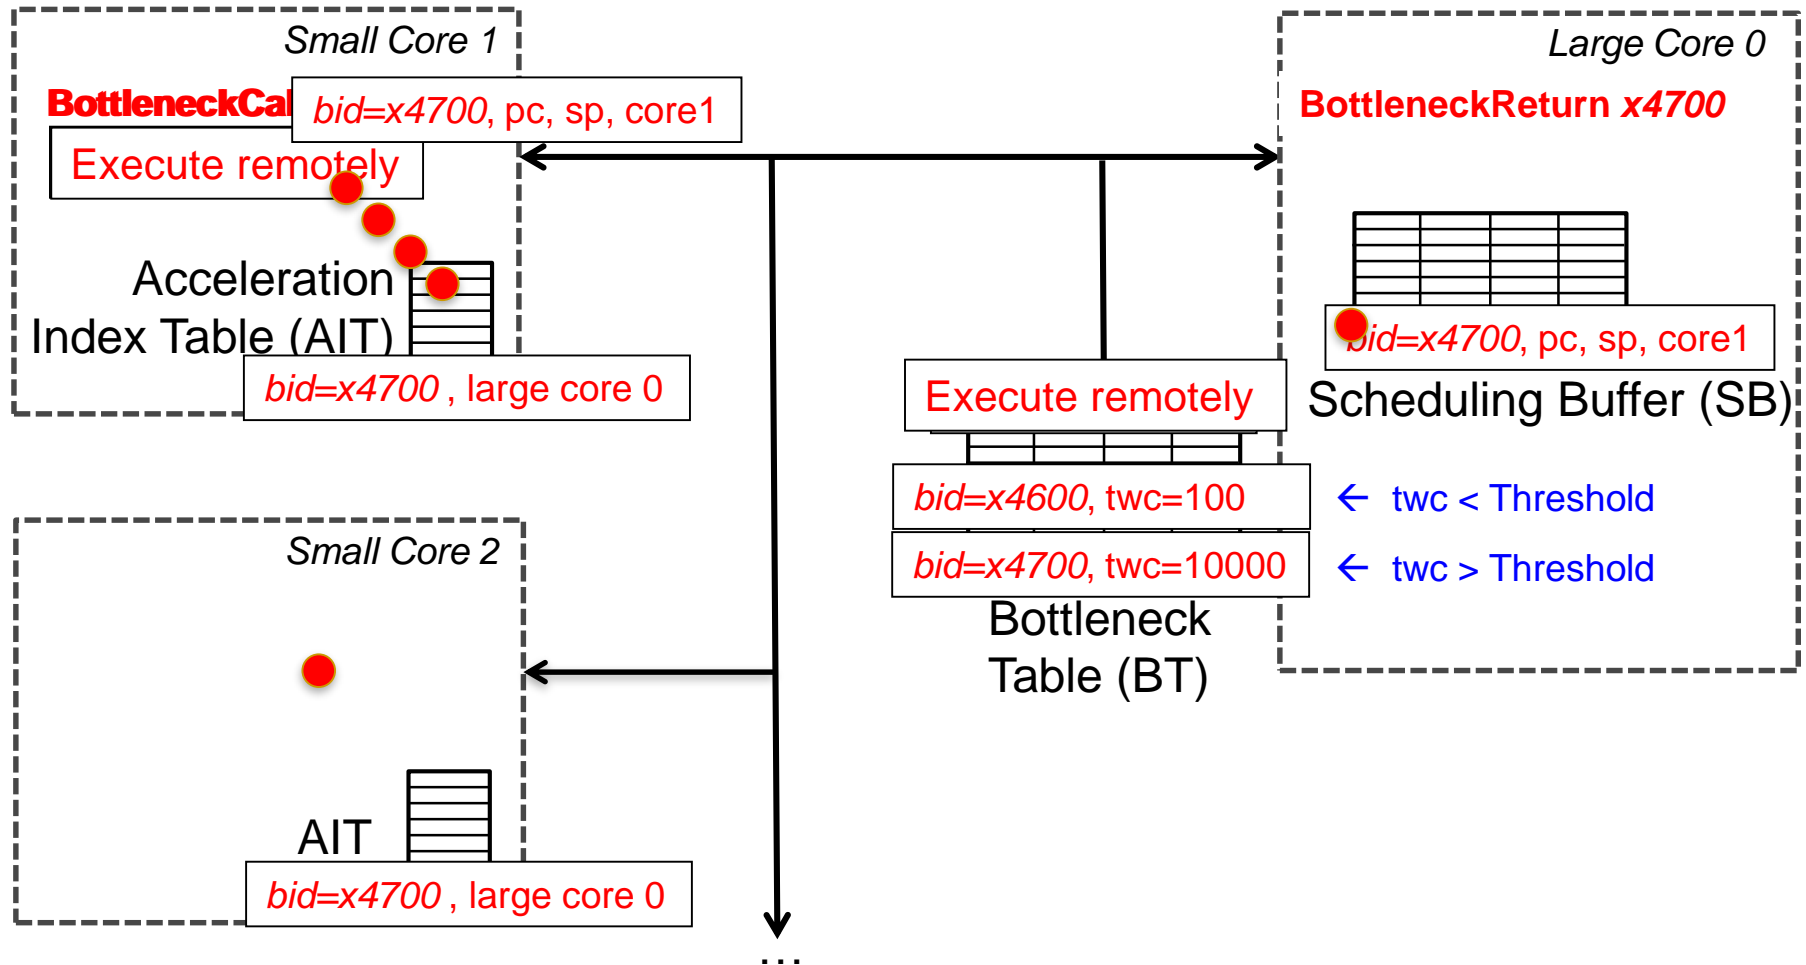 Small Core 1
BottleneckCal
bid=x4700, pc, sp, core1
Execute remotely
Acceleration
Index Table (AIT)
bid=x4700 , large core 0
Large Core 0
BottleneckReturn x4700
bid=x4700, pc, sp, core1
Scheduling Buffer (SB)
Execute remotely
bid=x4600, twc=100
← twc < Threshold
bid=x4700, twc=10000
← twc > Threshold
Bottleneck
Table (BT)
Small Core 2
AIT
bid=x4700 , large core 0
...